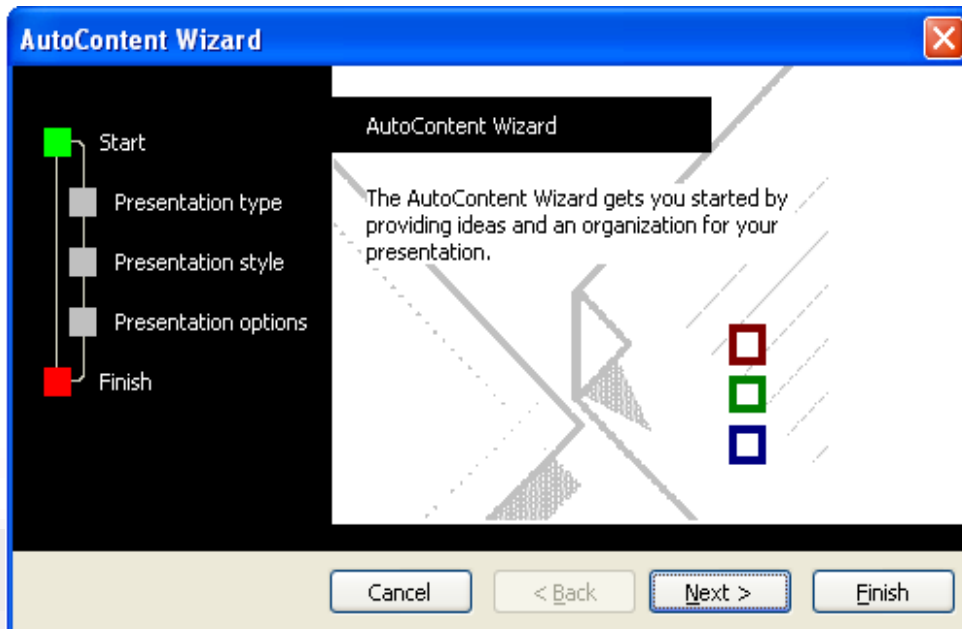 AutoContent Wizard
Start
Presentation type
Presentation style
Presentation options
Finish
AutoContent Wizard
The AutoContent Wizard gets you started by
providing ideas and an organization for your
presentation.
Cancel
< Back
Next >
Finish